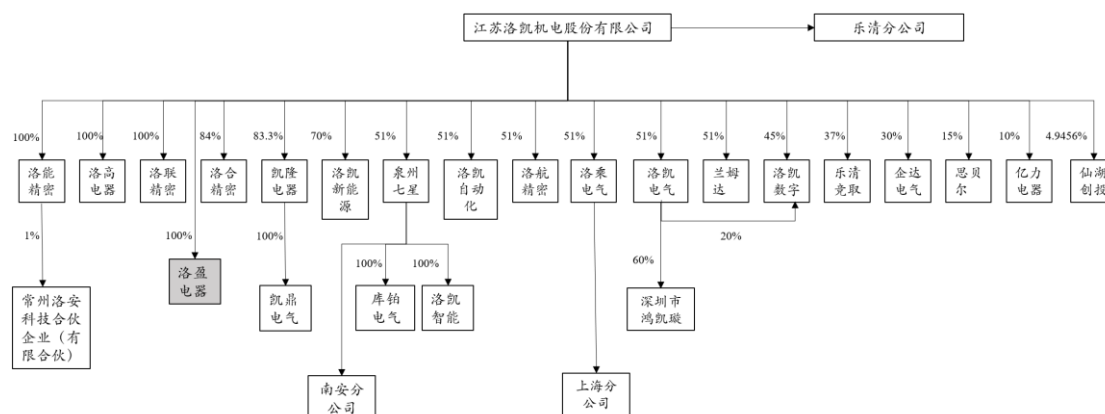 江苏洛凯机电股份有限公司
乐清分公司
100%
100%
100%
84%
83.3%
70%
51%
51%
51%
51%
51%
51%
45%
37%
30%
15%
10%
4.9456%
洛能
精密
洛高
电器
洛联
精密
洛合
精密
凯隆
电器
洛凯
新能
源
泉州
七星
洛凯
自动
化
洛航
精密
洛乘
电气
洛凯
电气
兰姆
达
洛凯
数字
乐清
竞取
企达
电气
思贝
尔
亿力
电器
仙湖
创投
1%
100%
100%
100%
100%
60%
20%
常州洛安
科技合伙
企业（有
限合伙）
洛盈
电器
凯鼎
电气
库铂
电气
洛凯
智能
深圳市
鸿凯璇
南安分
公司
上海分
公司